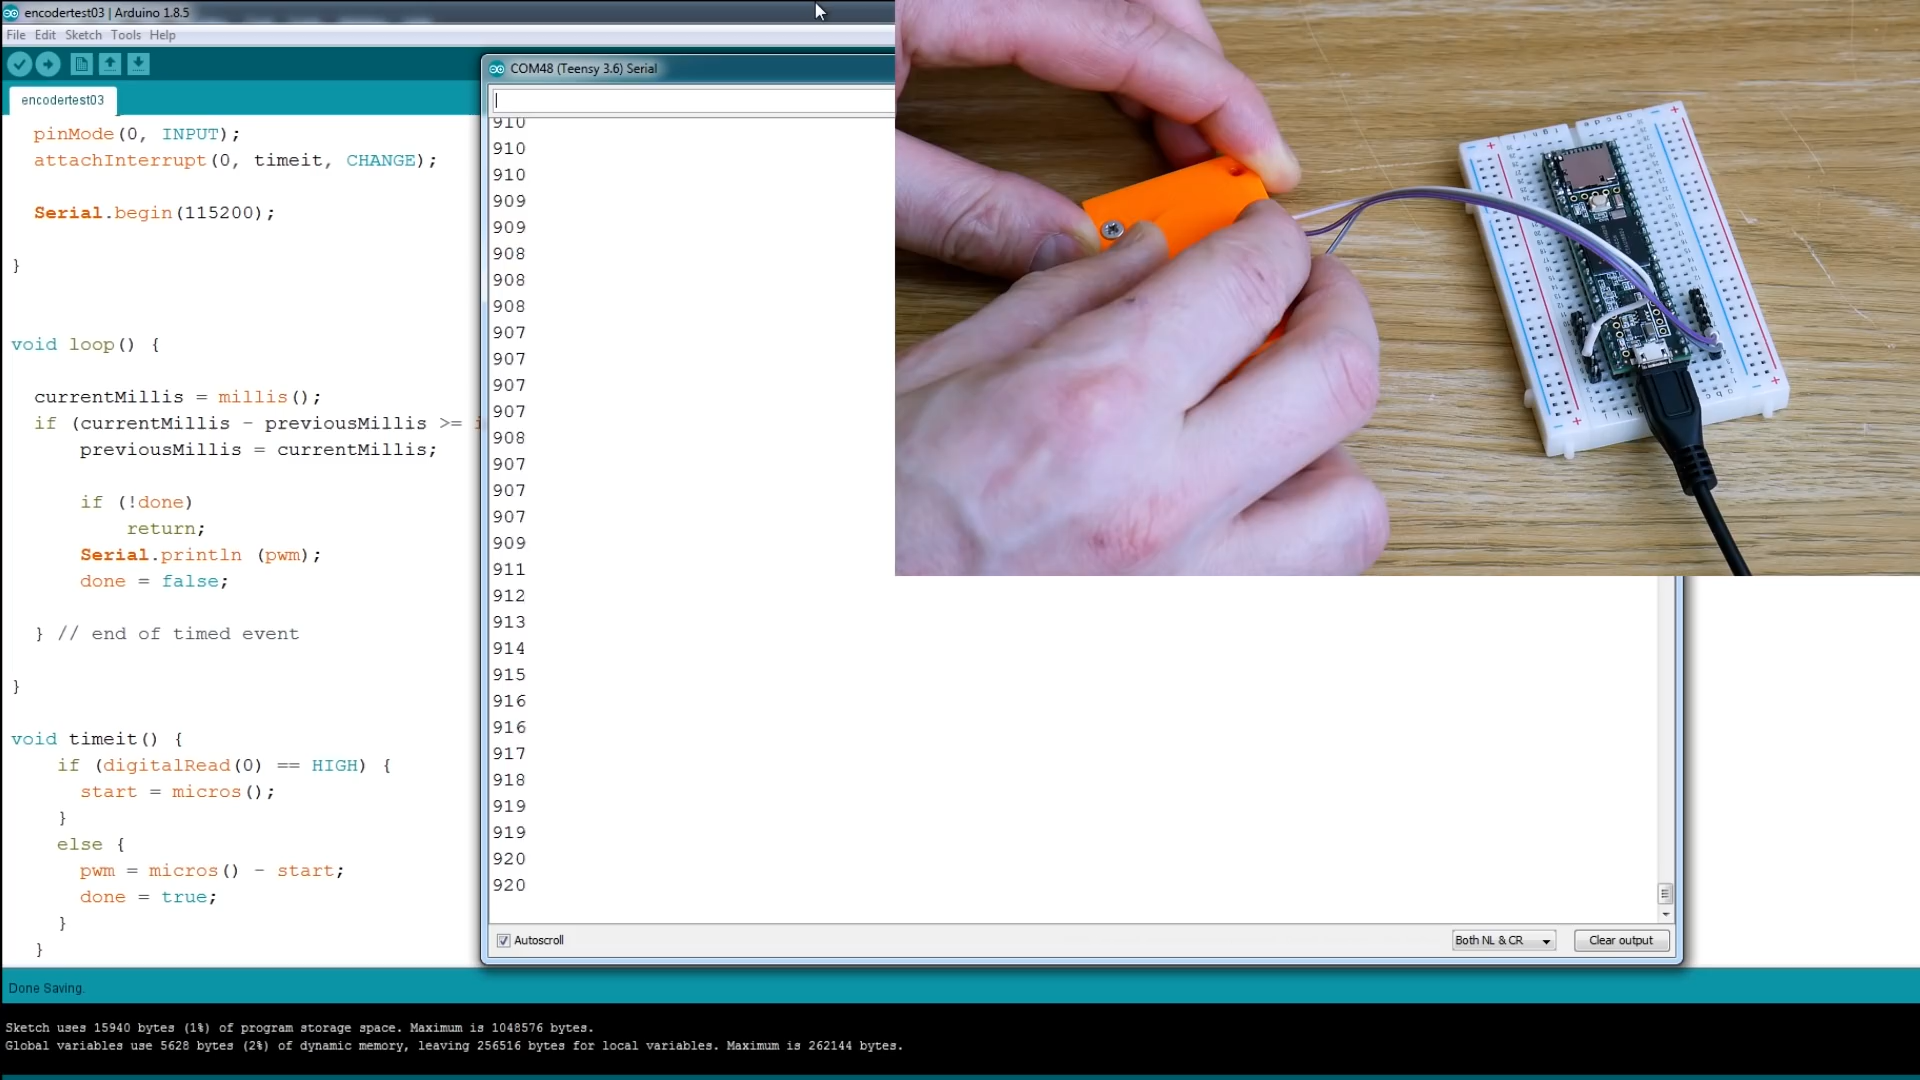 encodertest03 | Arduino 1.8.5
File Edit Sketch Tools Help
encodertest03
pinMode(0, INPUT);
attachInterrupt(0, timeit, CHANGE);
Serial.begin(115200);
}
void loop() {
currentMillis = millis();
if (currentMillis - previousMillis >= i
previousMillis = currentMillis;
if (!done)
return;
Serial.println (pwm);
done = false;
} // end of timed event
}
void timeit() {
if (digitalRead(0) == HIGH) {
start = micros();
}
else {
pwm = micros() - start;
done = true;
}
}
COM48 (Teensy 3.6) Serial
910
910
910
909
909
908
908
908
907
907
907
907
908
907
907
907
909
911
912
913
914
915
916
916
917
918
919
919
920
920
Autoscroll
Both NL & CR
Clear output
Done Saving.
Sketch uses 15940 bytes (1%) of program storage space. Maximum is 1048576 bytes.
Global variables use 5628 bytes (2%) of dynamic memory, leaving 256516 bytes for local variables. Maximum is 262144 bytes.